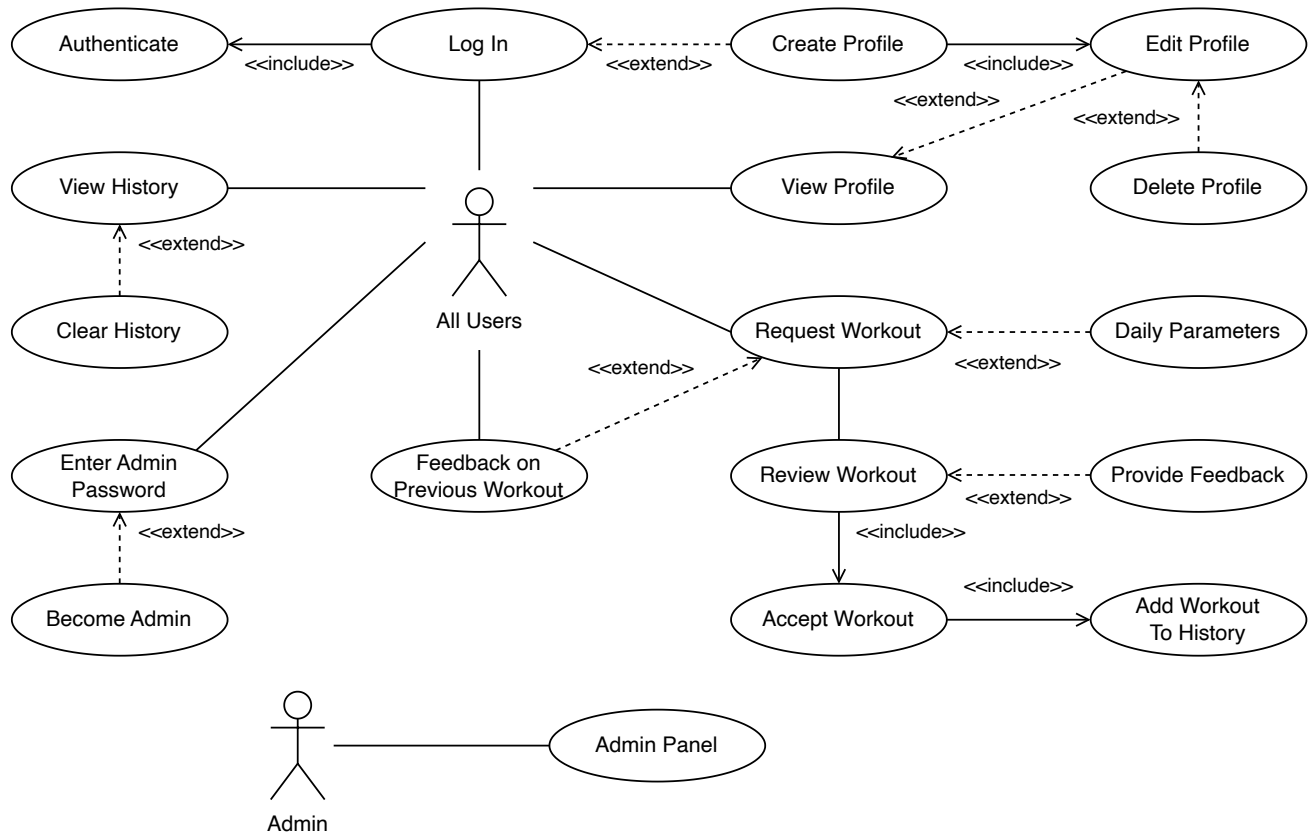 Authenticate
<<include>>
Log In
<<extend>>
Create Profile
<<include>>
Edit Profile
<<extend>>
<<extend>>
View History
View Profile
Delete Profile
<<extend>>
All Users
Clear History
Request Workout
Daily Parameters
<<extend>>
<<extend>>
Enter Admin
Password
Feedback on
Previous Workout
Review Workout
Provide Feedback
<<extend>>
<<extend>>
<<include>>
Become Admin
Accept Workout
<<include>>
Add Workout
To History
Admin Panel
Admin